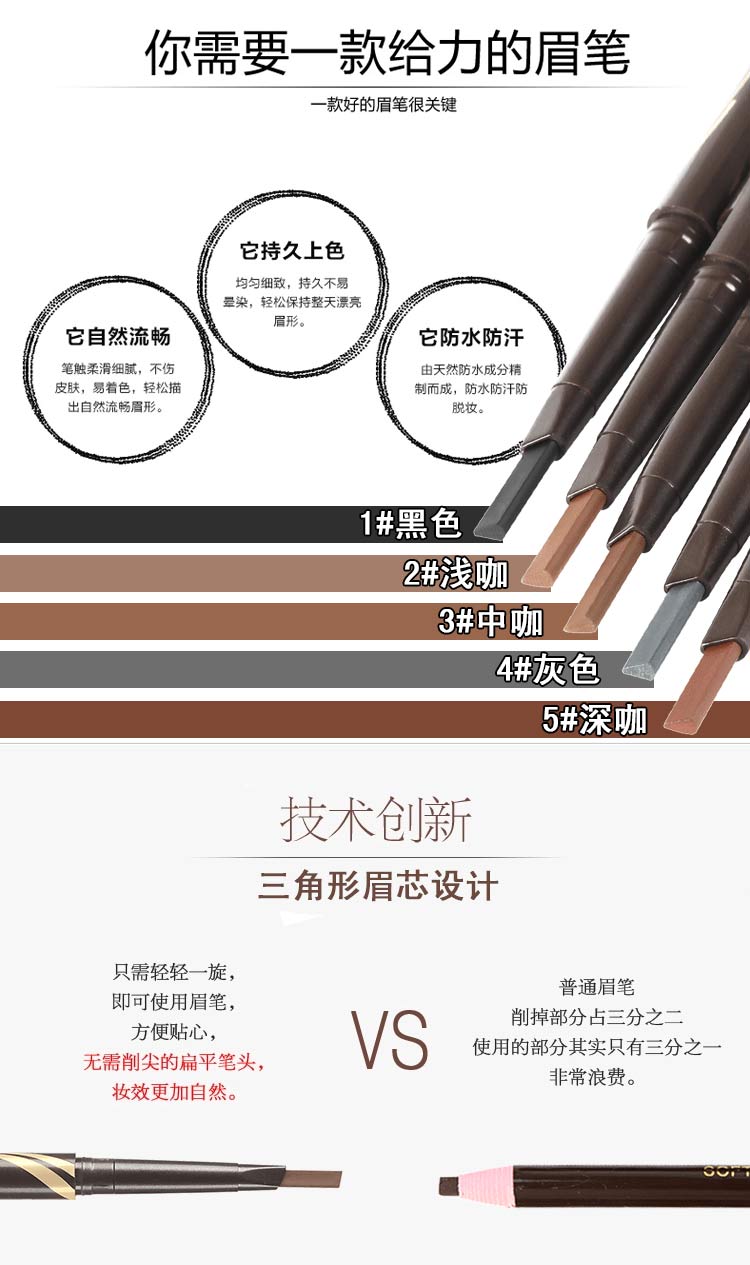 你需要一款给力的眉笔
一款好的眉笔很关键
它持久上色
均匀细致，持久不易
晕染，轻松保持整天漂亮
眉形。
它自然流畅
笔触柔滑细腻，不伤
皮肤，易着色，轻松描
出自然流畅眉形。
它防水防汗
由天然防水成分精
制而成，防水防汗防
脱妆。
1#黑色
2#浅咖
3#中咖
4#灰色
5#深咖
技术创新
三角形眉芯设计
只需轻轻一旋，
即可使用眉笔，
方便贴心，
无需削尖的扁平笔头，
妆效更加自然。
VS
普通眉笔
削掉部分占三分之二
使用的部分其实只有三分之一
非常浪费。
SOFT